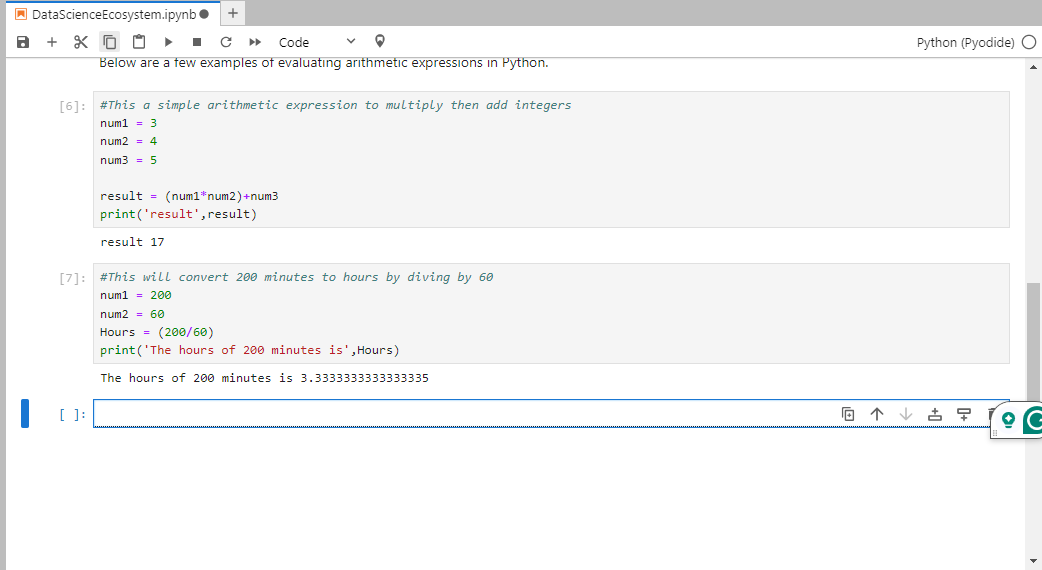 DataScienceEcosystem.ipynb
Code
Python (Pyodide)
Below are a few examples of evaluating arithmetic expressions in Python.
[6]:
#This a simple arithmetic expression to multiply then add integers
num1 = 3
num2 = 4
num3 = 5
result = (num1*num2)+num3
print('result',result)
result 17
[7]:
#This will convert 200 minutes to hours by diving by 60
num1 = 200
num2 = 60
Hours = (200/60)
print('The hours of 200 minutes is',Hours)
The hours of 200 minutes is 3.3333333333333335
[ ]: